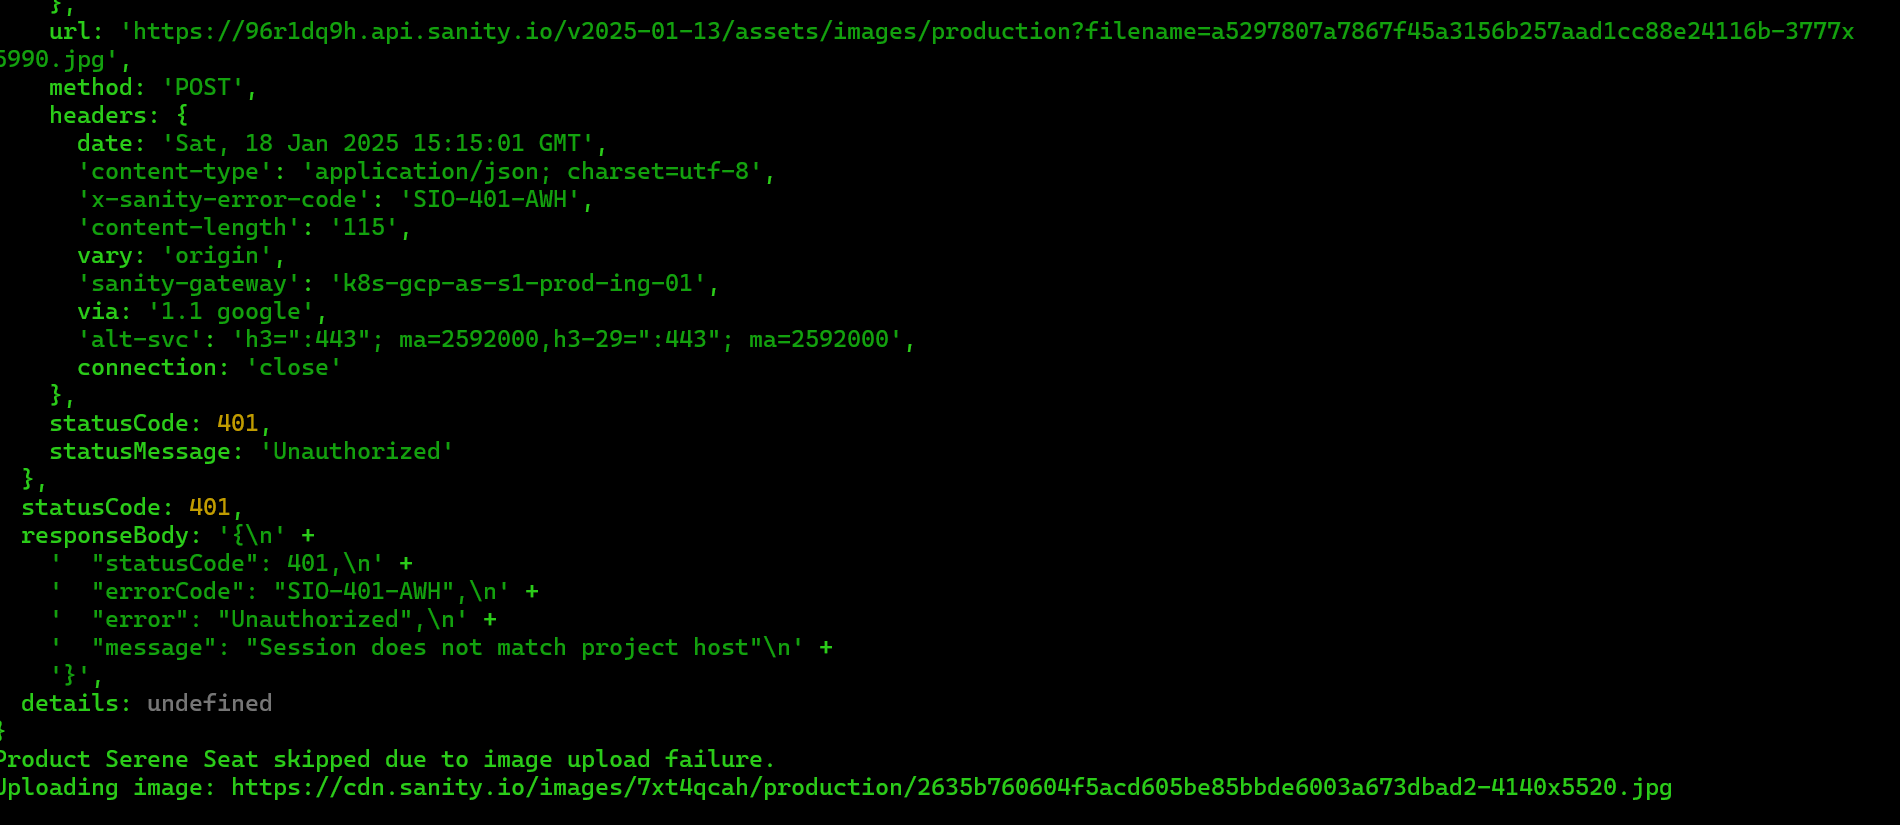 },
url: 'https://96r1dq9h.api.sanity.io/v2025-01-13/assets/images/production?filename=a5297807a7867f45a3156b257aad1cc88e24116b-3777x
5990.jpg',
method: 'POST',
headers: {
date: 'Sat, 18 Jan 2025 15:15:01 GMT',
'content-type': 'application/json; charset=utf-8',
'x-sanity-error-code': 'SIO-401-AWH',
'content-length': '115',
vary: 'origin',
'sanity-gateway': 'k8s-gcp-as-s1-prod-ing-01',
via: '1.1 google',
'alt-svc': 'h3=":443"; ma=2592000,h3-29=":443"; ma=2592000',
connection: 'close'
},
statusCode: 401,
statusMessage: 'Unauthorized'
},
statusCode: 401,
responseBody: '{\n' +
'  "statusCode": 401,\n' +
'  "errorCode": "SIO-401-AWH",\n' +
'  "error": "Unauthorized",\n' +
'  "message": "Session does not match project host"\n' +
'}',
details: undefined
}
Product Serene Seat skipped due to image upload failure.
Uploading image: https://cdn.sanity.io/images/7xt4qcah/production/2635b760604f5acd605be85bbde6003a673dbad2-4140x5520.jpg